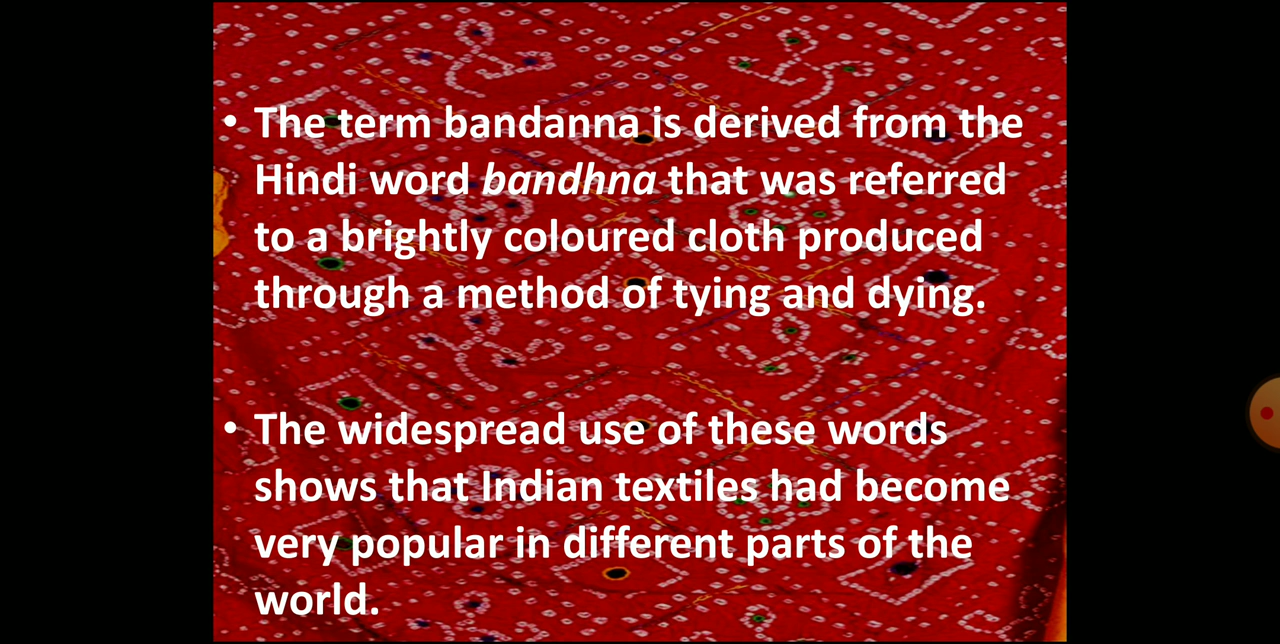 • The term bandanna is derived from the
Hindi word bandhna that was referred
to a brightly coloured cloth produced
through a method of tying and dying.
• The widespread use of these words
shows that Indian textiles had become
very popular in different parts of the
world.